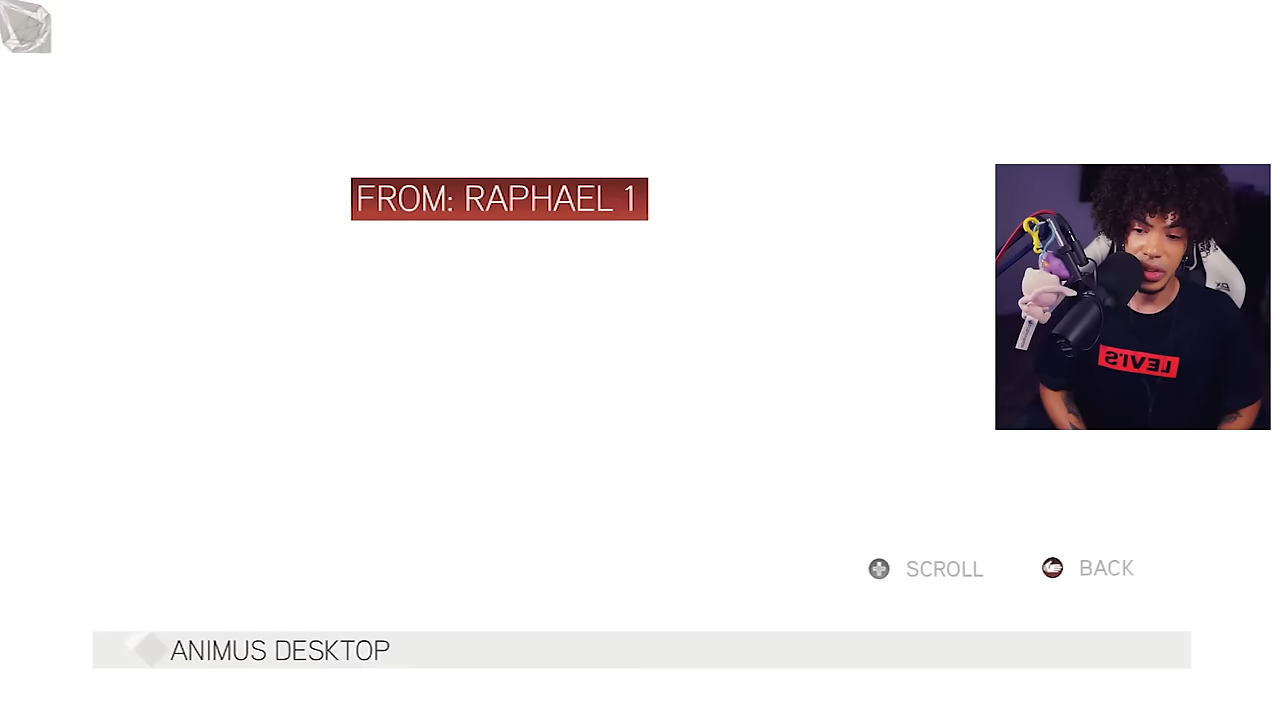 FROM: RAPHAEL 1
LEVI'S
SCROLL
BACK
ANIMUS DESKTOP